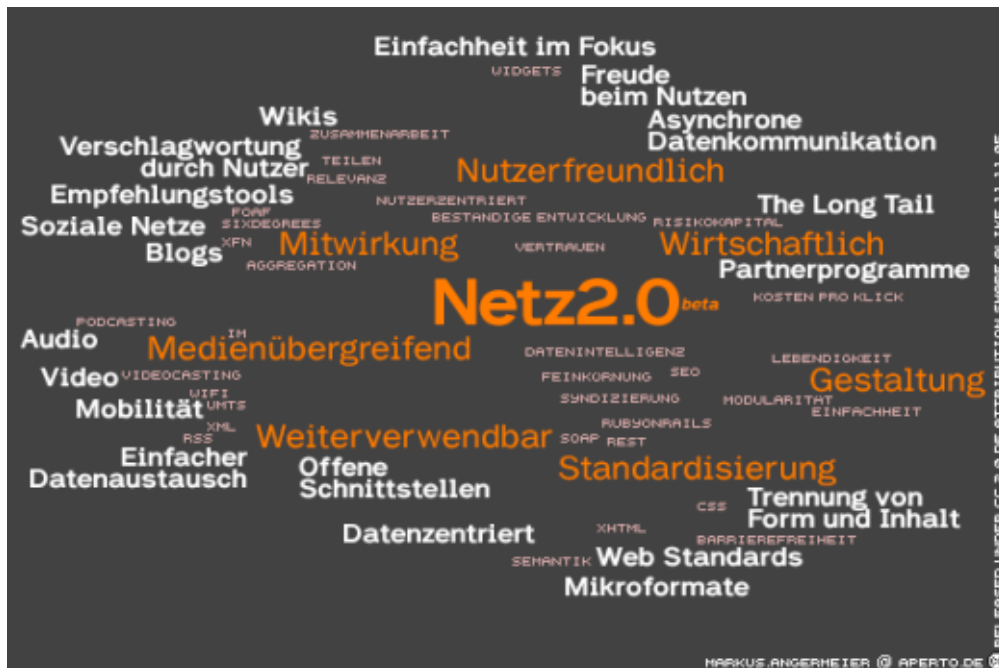 Einfachheit im Fokus
WIDGETS
Freude
beim Nutzen
Wikis
Asynchrone
Datenkommunikation
ZUSAMMENARBEIT
Verschlagwortung
durch Nutzer
TEILEN
RELEVANZ
Nutzerfreundlich
Empfehlungstools
NUTZERZENTRIERT
The Long Tail
FOAF
SIXDEGREES
BESTÄNDIGE ENTWICKLUNG
RISIKOKAPITAL
Soziale Netze
Blogs
XFN
Mitwirkung
VERTRAUEN
Wirtschaftlich
AGGREGATION
Partnerprogramme
Netz2.0 beta
KOSTEN PRO KLICK
PODCASTING
Audio
IM
Medienübergreifend
DATENINTELLIGENZ
LEBENDIGKEIT
Video
VIDEOCASTING
FEINKÖRNUNG
SEO
Gestaltung
WIFI
UMTS
Mobilität
SYNDIZIERUNG
MODULARITÄT
EINFACHHEIT
XML
RSS
Weiterverwendbar
RUBYONRAILS
SOAP
REST
Einfacher
Datenaustausch
Offene
Schnittstellen
Standardisierung
CSS
Trennung von
Form und Inhalt
Datenzentriert
XHTML
BARRIEREFREIHEIT
SEMANTIK
Web Standards
Mikroformate
MARKUS.ANGERMEIER @ APERTO.DE